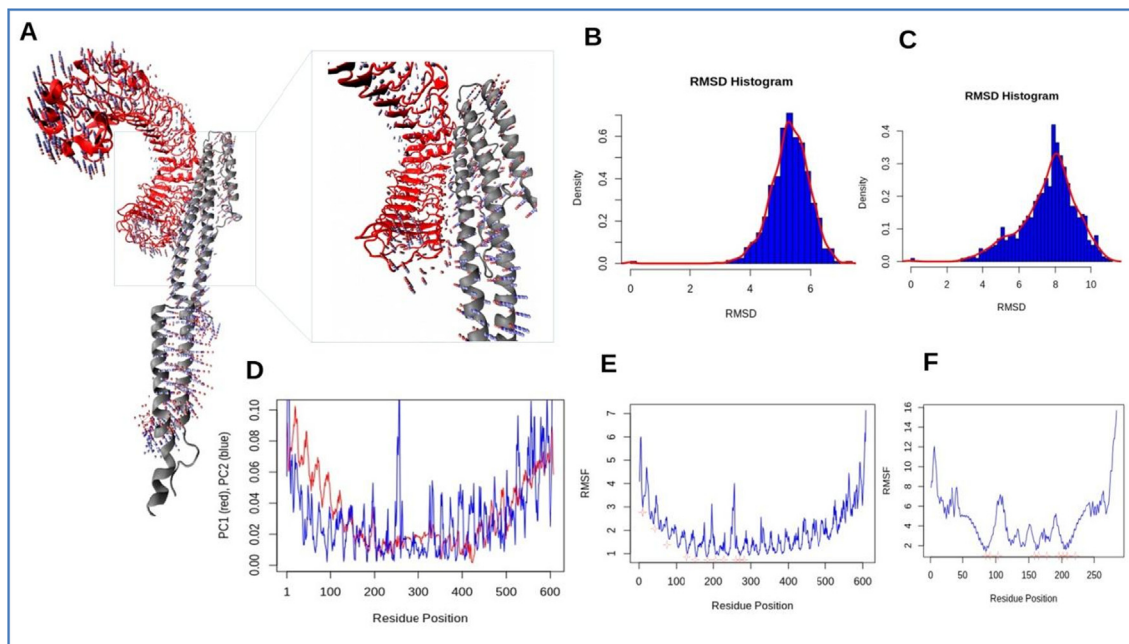 A
B
RMSD Histogram
Density
0.0 0.2 0.4 0.6
0 2 4 6
RMSD
C
RMSD Histogram
Density
0.0 0.1 0.2 0.3 0.4
0 2 4 6 8 10
RMSD
D
PC1 (red), PC2 (blue)
0.00 0.02 0.04 0.06 0.08 0.10
1 100 200 300 400 500 600
Residue Position
E
RMSF
1 2 3 4 5 6 7
0 100 200 300 400 500 600
Residue Position
F
RMSF
2 4 6 8 10 12 14 16
0 50 100 150 200 250
Residue Position